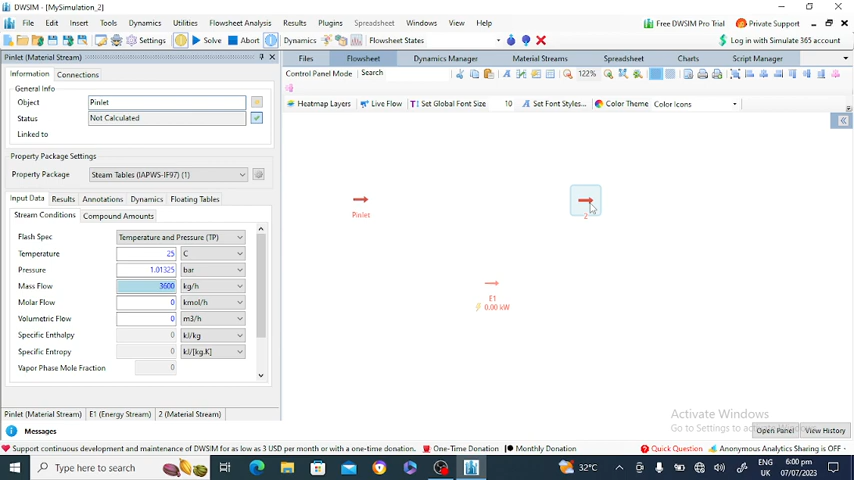 DWSIM - [MySimulation_2]
File Edit Insert Tools Dynamics Utilities Flowsheet Analysis Results Plugins Spreadsheet Windows View Help Free DWSIM Pro Trial Private Support
Settings Solve Abort Dynamics Flowsheet States Log in with Simulate 365 account
Pinlet (Material Stream)
Files Flowsheet Dynamics Manager Material Streams Spreadsheet Charts Script Manager
Information Connections
Control Panel Mode Search 122%
General Info
Object Pinlet
Heatmap Layers Live Flow Set Global Font Size 10 Set Font Styles... Color Theme Color Icons
Status Not Calculated
Linked to
Property Package Settings
Property Package Steam Tables (IAPWS-IF97) (1)
Input Data Results Annotations Dynamics Floating Tables
Stream Conditions Compound Amounts
Pinlet
2
Flash Spec Temperature and Pressure (TP)
Temperature 25 C
Pressure 1.01325 bar
Mass Flow 3600 kg/h
Molar Flow 0 kmol/h
E1
0.00 kW
Volumetric Flow 0 m3/h
Specific Enthalpy 0 kJ/kg
Specific Entropy 0 kJ/[kg.K]
Vapor Phase Mole Fraction 0
Pinlet (Material Stream) E1 (Energy Stream) 2 (Material Stream)
Activate Windows
Go to Settings to
Messages Open Panel View History
Support continuous development and maintenance of DWSIM for as low as 3 USD per month or with a one-time donation. One-Time Donation Monthly Donation Quick Question Anonymous Analytics Sharing is OFF
Type here to search 32°C ENG UK 6:00 pm 07/07/2023